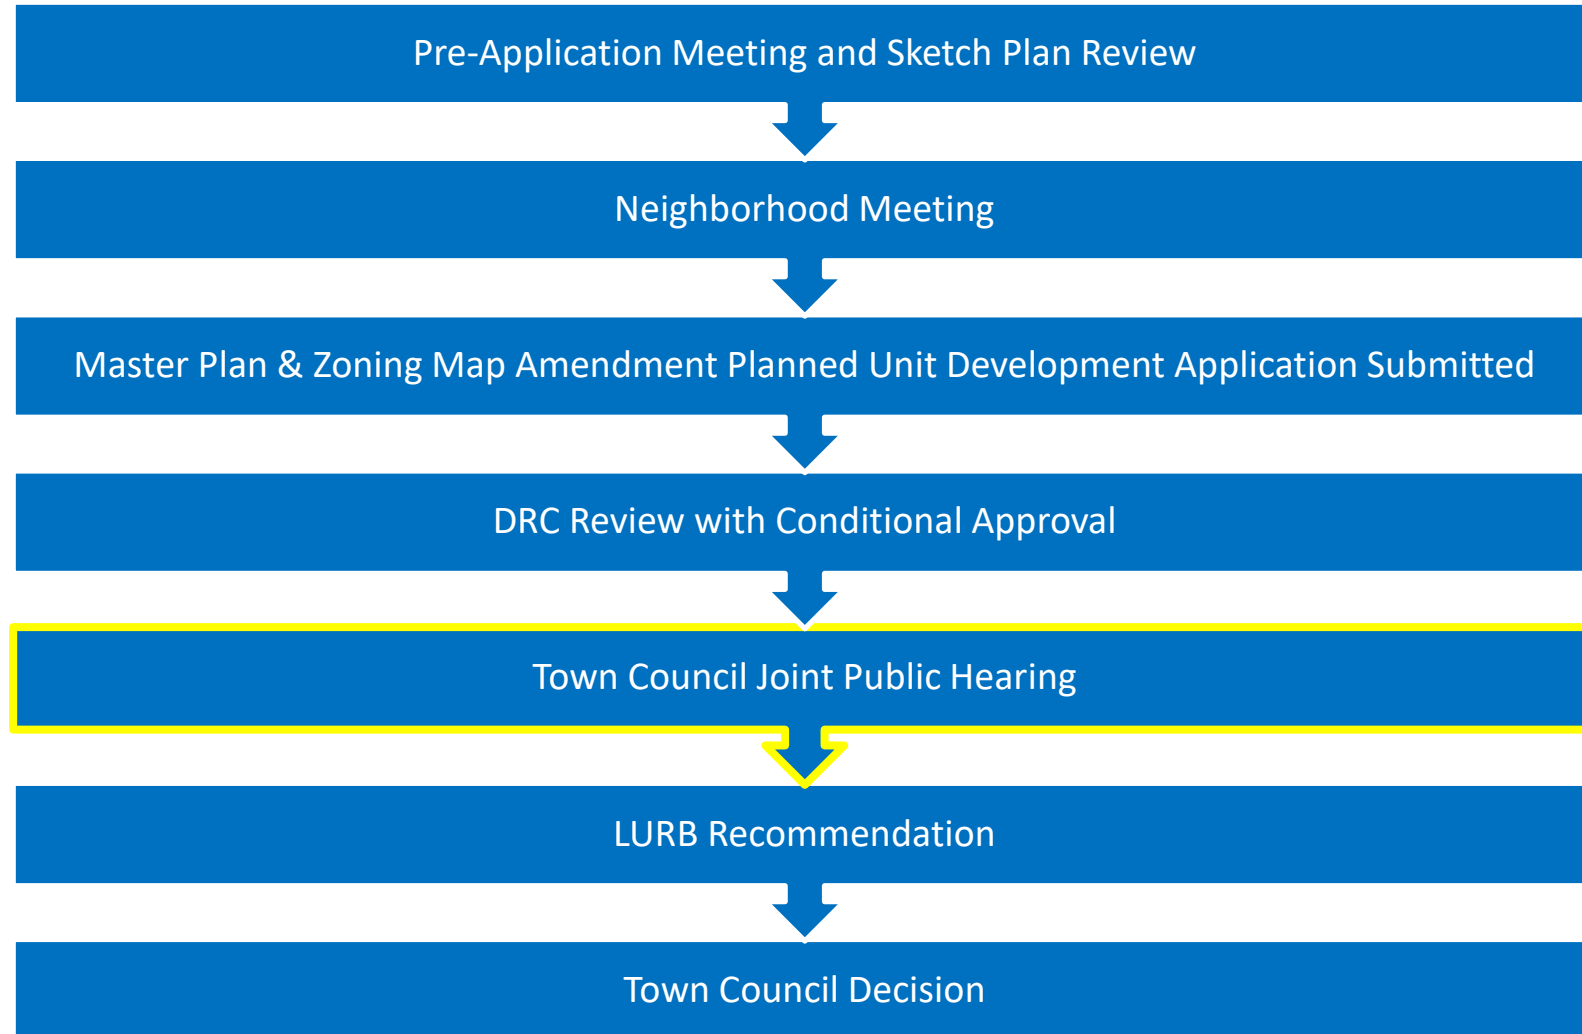 Pre-Application Meeting and Sketch Plan Review
Neighborhood Meeting
Master Plan & Zoning Map Amendment Planned Unit Development Application Submitted
DRC Review with Conditional Approval
Town Council Joint Public Hearing
LURB Recommendation
Town Council Decision